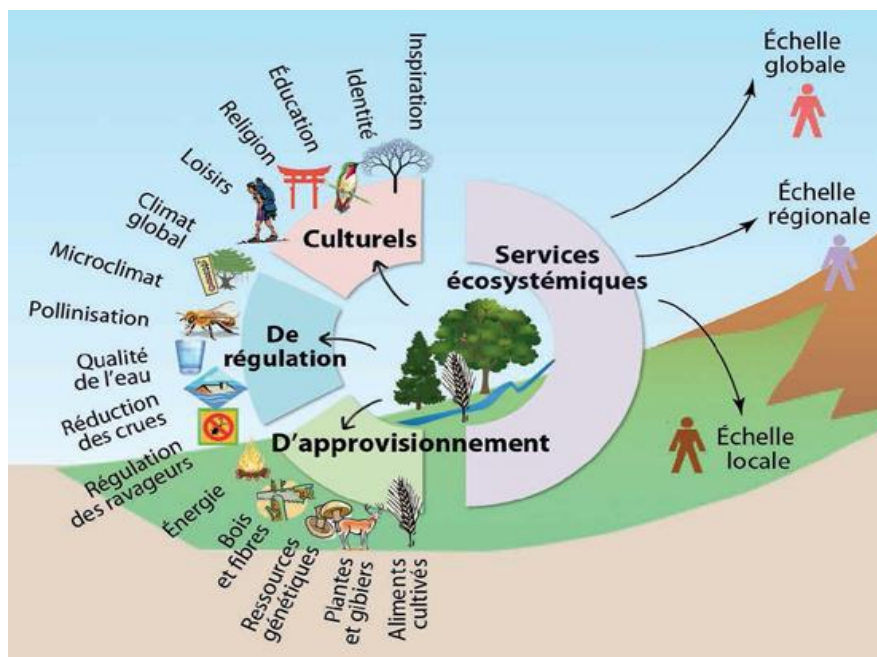 Inspiration
Identité
Éducation
Religion
Loisirs
Climat
global
Microclimat
Pollinisation
Qualité
de l'eau
Réduction
des crues
Régulation
des ravageurs
Énergie
Bois
et fibres
Ressources
génétiques
Plantes
et gibiers
Aliments
cultivés
Culturels
De
régulation
D'approvisionnement
Services
écosystémiques
Échelle
globale
Échelle
régionale
Échelle
locale